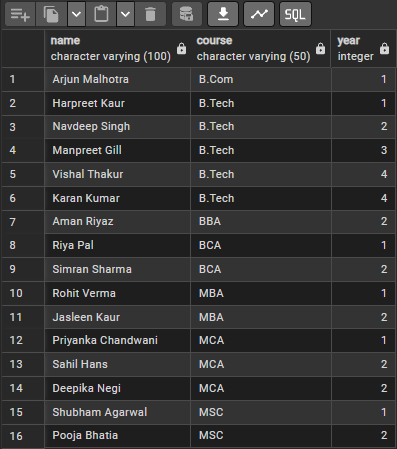 SQL
name course year
character varying (100) character varying (50) integer
1 Arjun Malhotra B.Com 1
2 Harpreet Kaur B.Tech 1
3 Navdeep Singh B.Tech 2
4 Manpreet Gill B.Tech 3
5 Vishal Thakur B.Tech 4
6 Karan Kumar B.Tech 4
7 Aman Riyaz BBA 2
8 Riya Pal BCA 1
9 Simran Sharma BCA 2
10 Rohit Verma MBA 1
11 Jasleen Kaur MBA 2
12 Priyanka Chandwani MCA 1
13 Sahil Hans MCA 2
14 Deepika Negi MCA 2
15 Shubham Agarwal MSC 1
16 Pooja Bhatia MSC 2